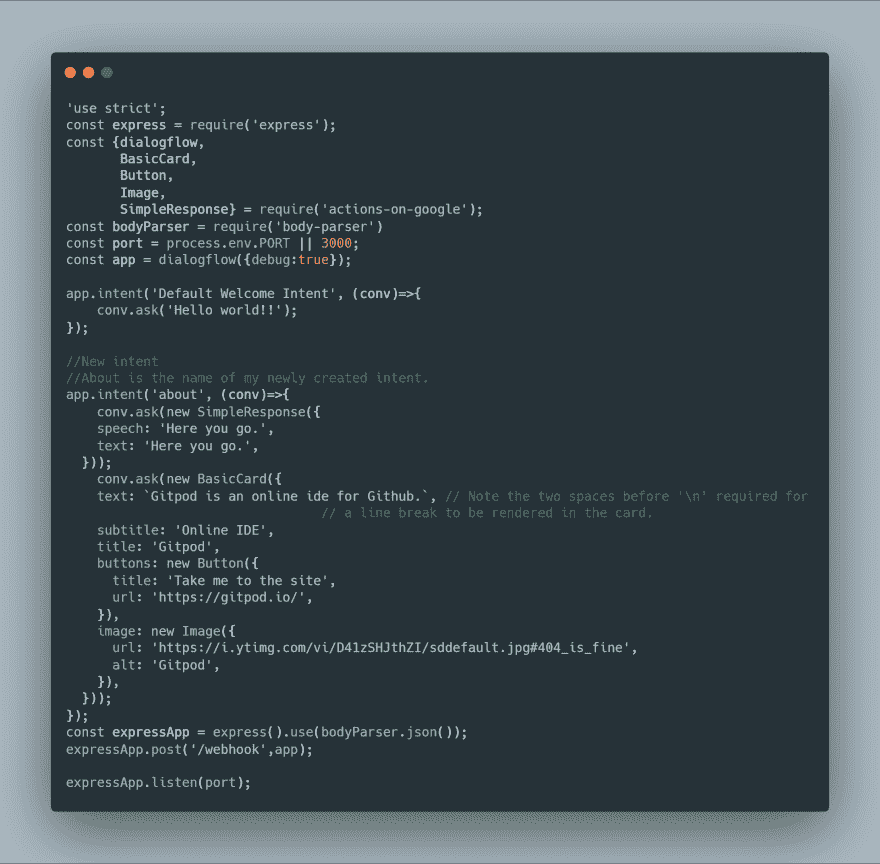 'use strict';
const express = require('express');
const {dialogflow,
       BasicCard,
       Button,
       Image,
       SimpleResponse} = require('actions-on-google');
const bodyParser = require('body-parser')
const port = process.env.PORT || 3000;
const app = dialogflow({debug:true});

app.intent('Default Welcome Intent', (conv)=>{
    conv.ask('Hello world!!');
});

//New intent
//About is the name of my newly created intent.
app.intent('about', (conv)=>{
    conv.ask(new SimpleResponse({
    speech: 'Here you go.',
    text: 'Here you go.',
  }));
    conv.ask(new BasicCard({
    text: `Gitpod is an online ide for Github.`, // Note the two spaces before '\n' required for
                                 // a line break to be rendered in the card.
    subtitle: 'Online IDE',
    title: 'Gitpod',
    buttons: new Button({
      title: 'Take me to the site',
      url: 'https://gitpod.io/',
    }),
    image: new Image({
      url: 'https://i.ytimg.com/vi/D41zSHJthZI/sddefault.jpg#404_is_fine',
      alt: 'Gitpod',
    }),
  }));
});
const expressApp = express().use(bodyParser.json());
expressApp.post('/webhook',app);

expressApp.listen(port);